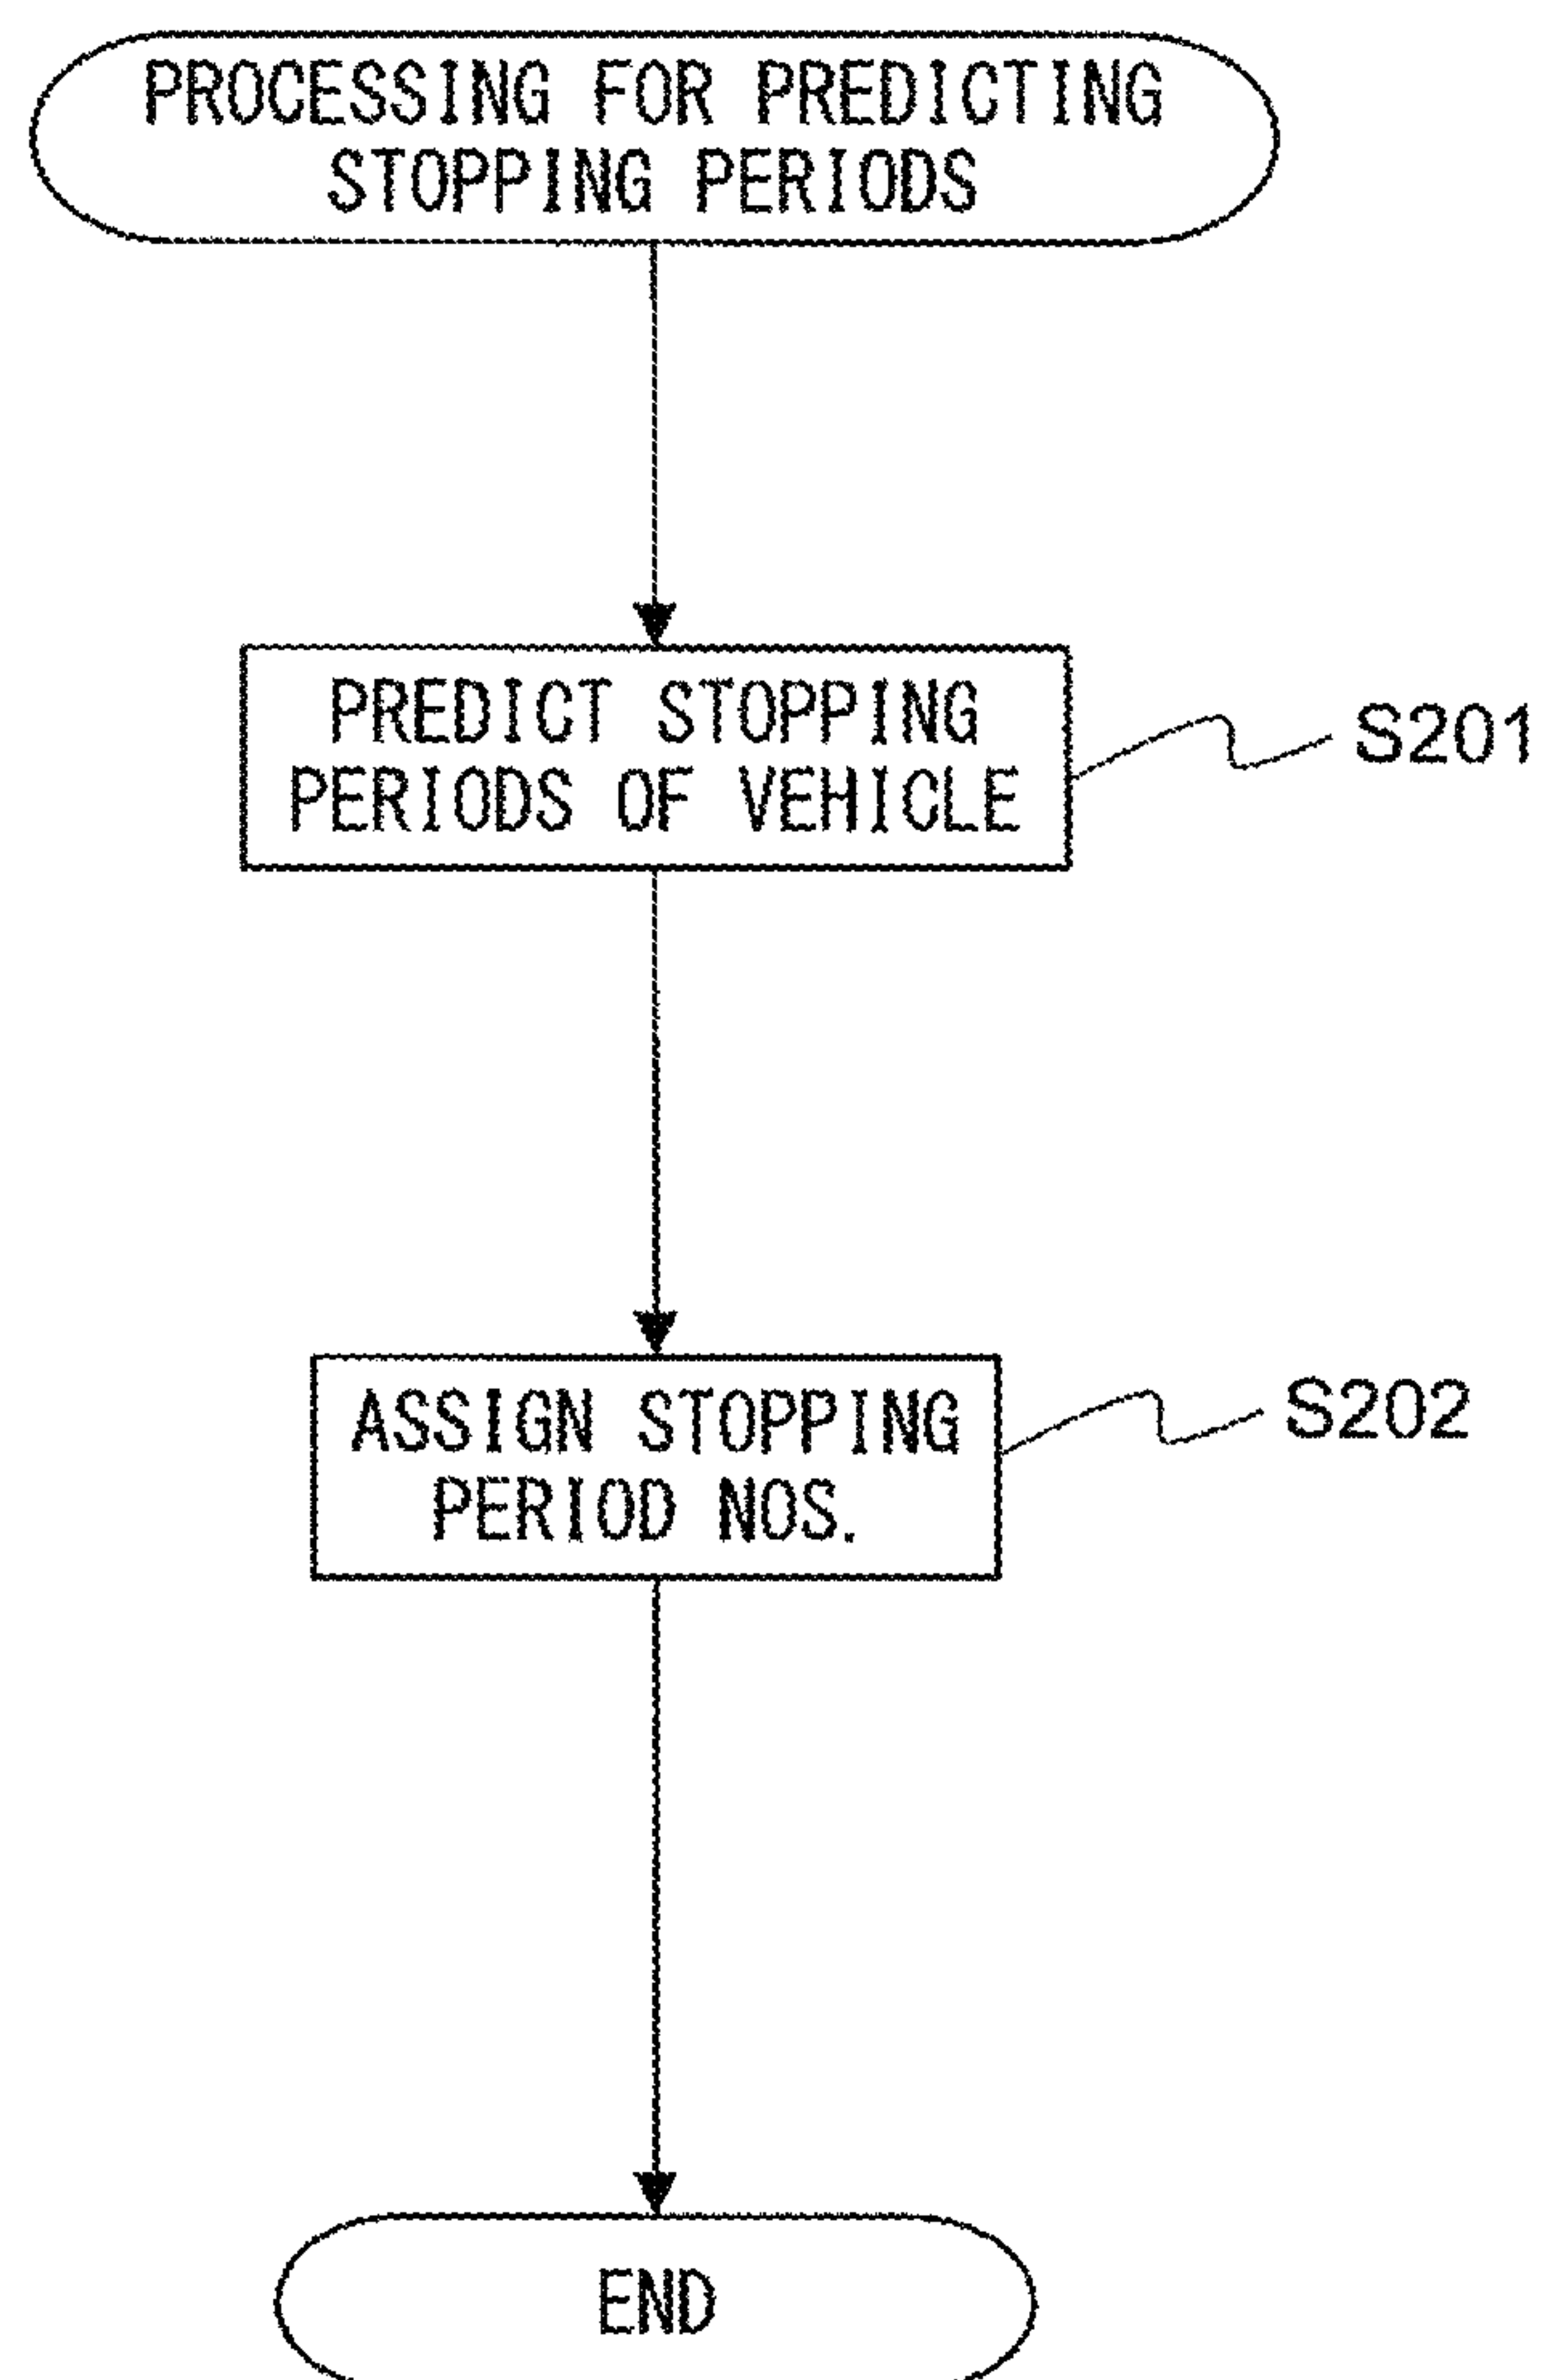 PROCESSING FOR PREDICTING
STOPPING PERIODS
PREDICT STOPPING
PERIODS OF VEHICLE
S201
ASSIGN STOPPING
PERIOD NOS.
S202
END